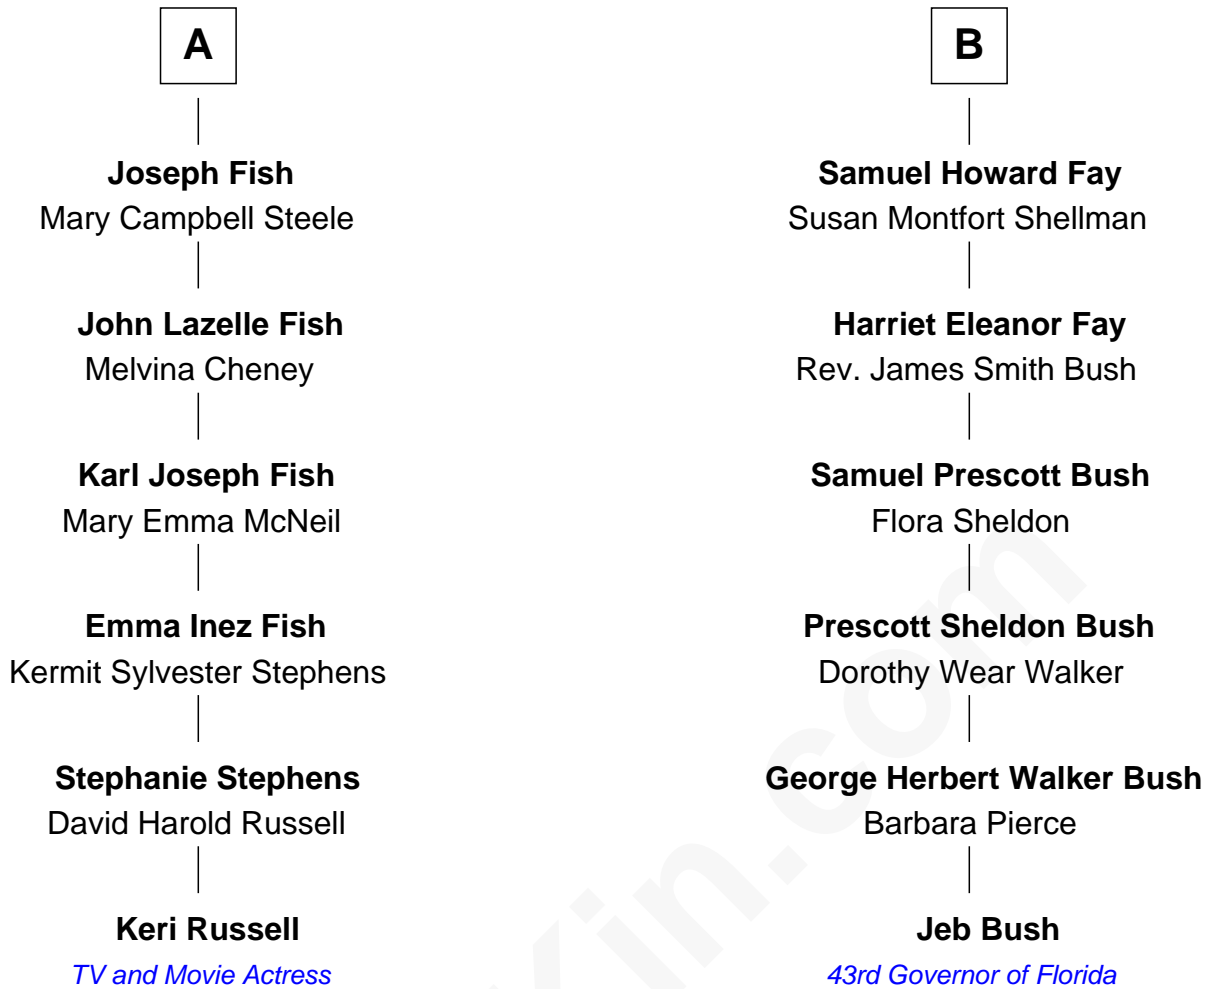 A
B
Joseph Fish
Mary Campbell Steele
Samuel Howard Fay
Susan Montfort Shellman
John Lazelle Fish
Melvina Cheney
Harriet Eleanor Fay
Rev. James Smith Bush
Karl Joseph Fish
Mary Emma McNeil
Samuel Prescott Bush
Flora Sheldon
Emma Inez Fish
Kermit Sylvester Stephens
Prescott Sheldon Bush
Dorothy Wear Walker
Stephanie Stephens
David Harold Russell
George Herbert Walker Bush
Barbara Pierce
Keri Russell
TV and Movie Actress
Jeb Bush
43rd Governor of Florida
Kin.com